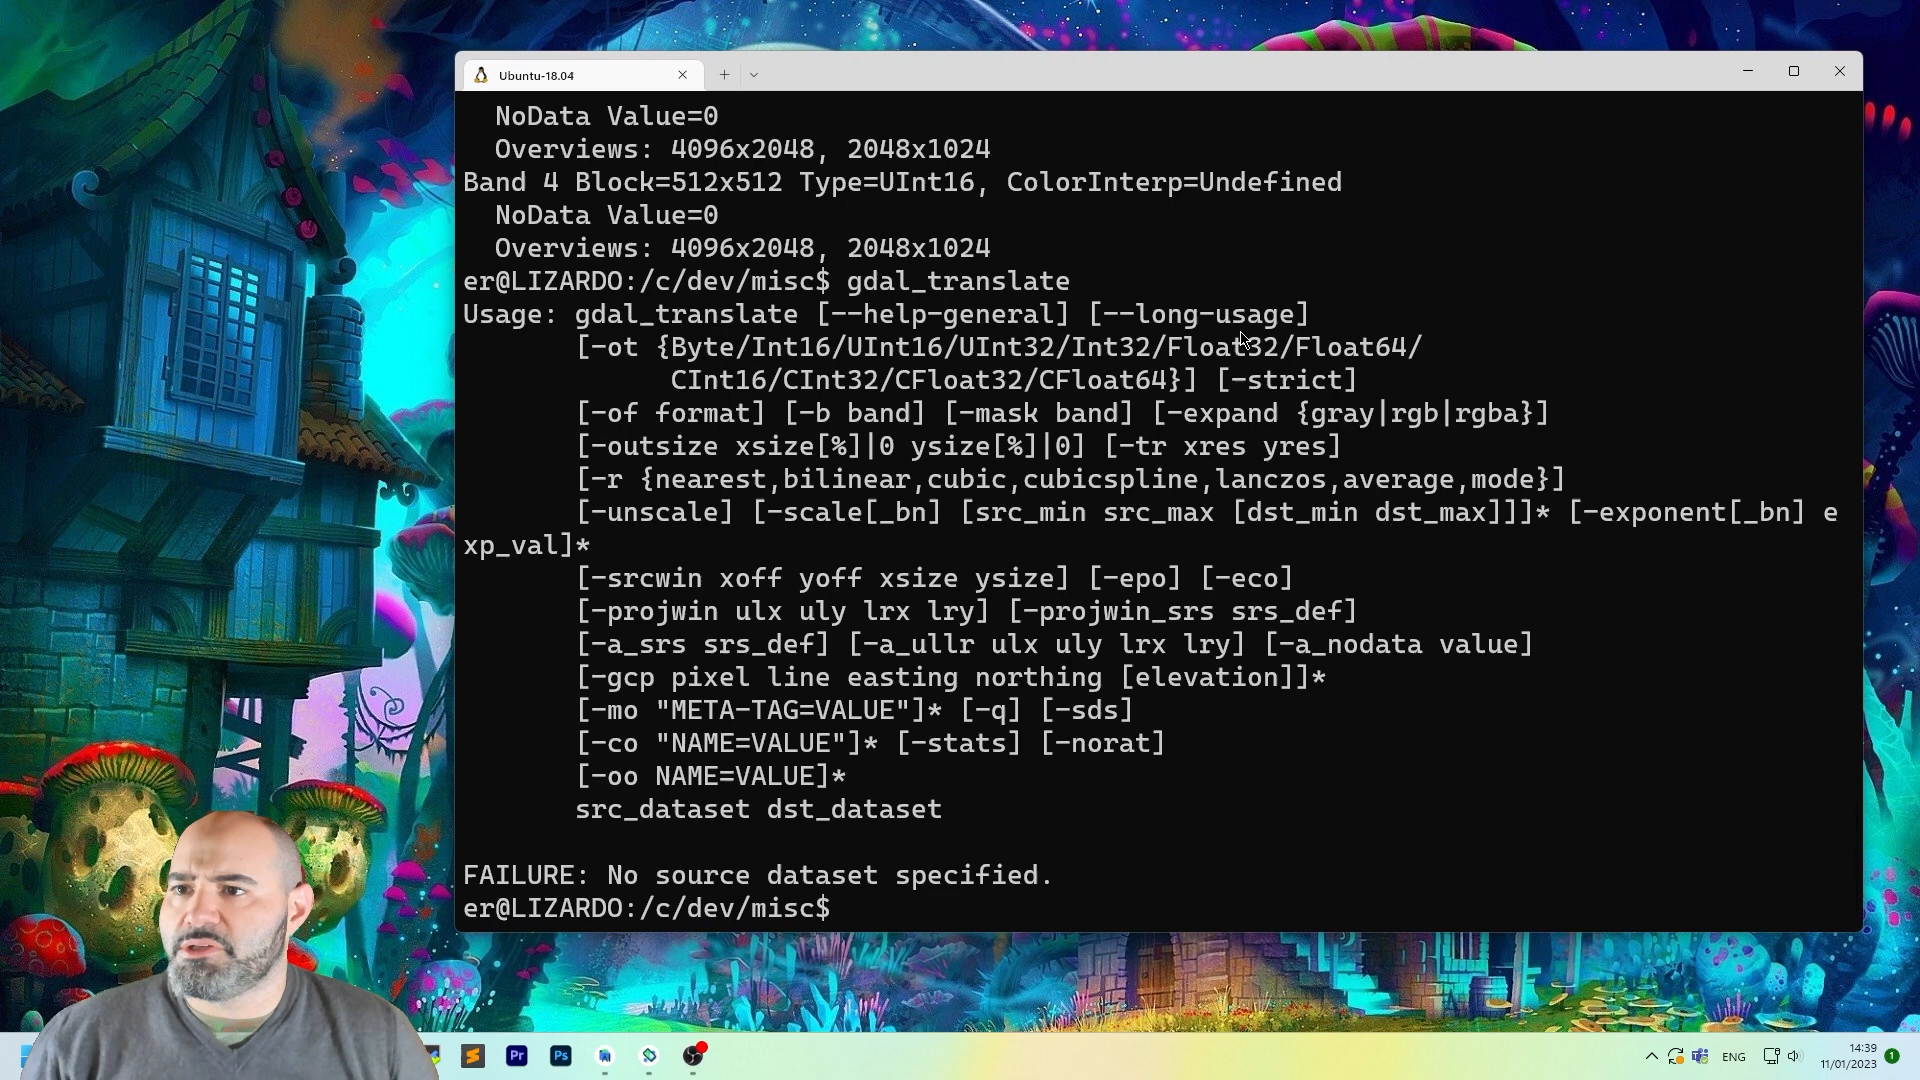 Ubuntu-18.04
NoData Value=0
Overviews: 4096x2048, 2048x1024
Band 4 Block=512x512 Type=UInt16, ColorInterp=Undefined
NoData Value=0
Overviews: 4096x2048, 2048x1024
er@LIZARDO:/c/dev/misc$ gdal_translate
Usage: gdal_translate [--help-general] [--long-usage]
[-ot {Byte/Int16/UInt16/UInt32/Int32/Float32/Float64/
CInt16/CInt32/CFloat32/CFloat64}] [-strict]
[-of format] [-b band] [-mask band] [-expand {gray|rgb|rgba}]
[-outsize xsize[%]|0 ysize[%]|0] [-tr xres yres]
[-r {nearest,bilinear,cubic,cubicspline,lanczos,average,mode}]
[-unscale] [-scale[_bn] [src_min src_max [dst_min dst_max]]]* [-exponent[_bn] e
xp_val]*
[-srcwin xoff yoff xsize ysize] [-epo] [-eco]
[-projwin ulx uly lrx lry] [-projwin_srs srs_def]
[-a_srs srs_def] [-a_ullr ulx uly lrx lry] [-a_nodata value]
[-gcp pixel line easting northing [elevation]]*
[-mo "META-TAG=VALUE"]* [-q] [-sds]
[-co "NAME=VALUE"]* [-stats] [-norat]
[-oo NAME=VALUE]*
src_dataset dst_dataset
FAILURE: No source dataset specified.
er@LIZARDO:/c/dev/misc$
Pr Ps ENG 14:39 1
11/01/2023